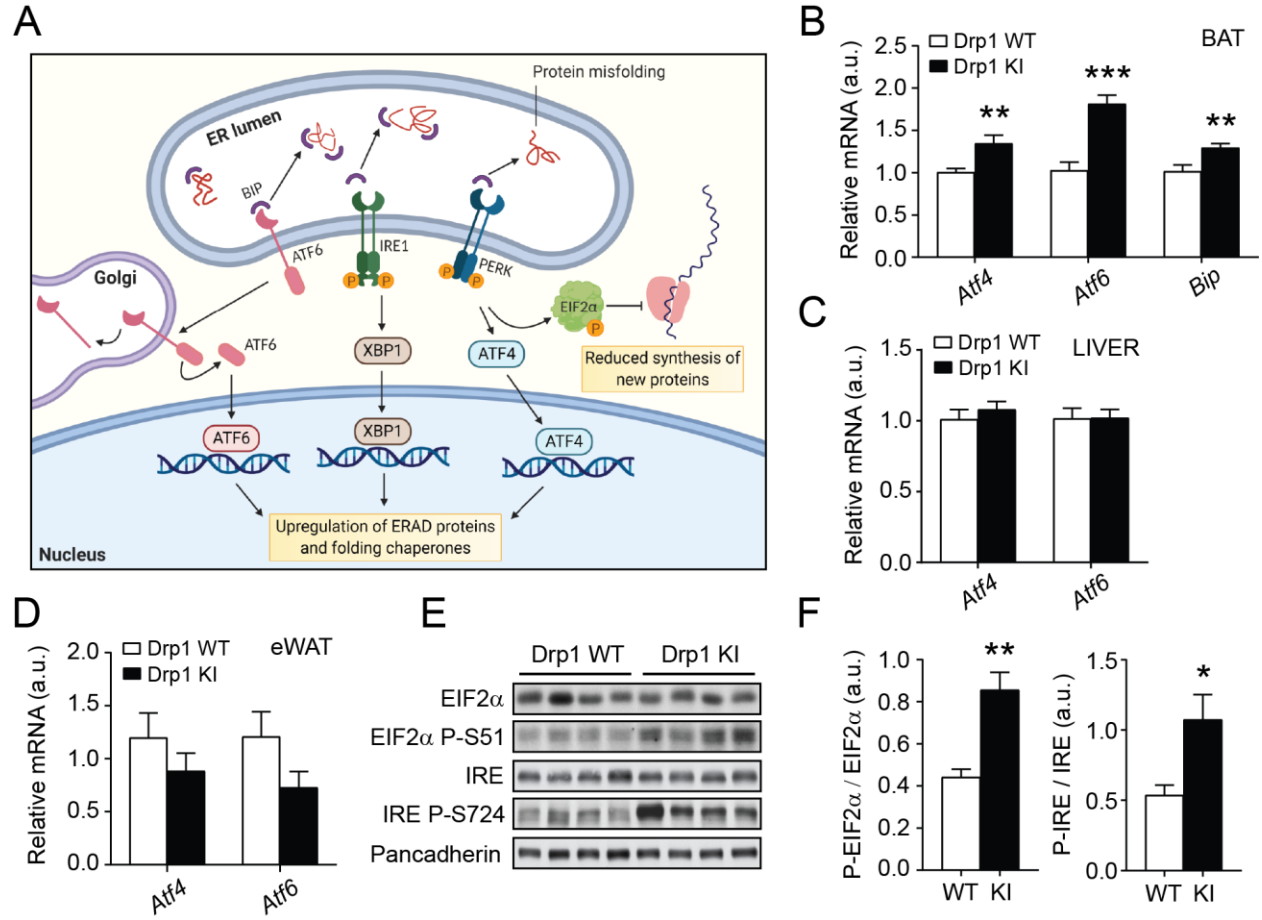 A
Protein misfolding
ER lumen
BIP
ATF6
IRE1
PERK
P
P
P
P
Golgi
ATF6
EIF2α
P
XBP1
ATF4
Reduced synthesis of
new proteins
ATF6
XBP1
ATF4
Upregulation of ERAD proteins
and folding chaperones
Nucleus
B
Drp1 WT
Drp1 KI
BAT
Relative mRNA (a.u.)
2.5
2.0
1.5
1.0
0.5
0.0
**
***
**
Atf4
Atf6
Bip
C
Drp1 WT
Drp1 KI
LIVER
Relative mRNA (a.u.)
1.5
1.0
0.5
0.0
Atf4
Atf6
D
Drp1 WT
Drp1 KI
eWAT
Relative mRNA (a.u.)
2.0
1.5
1.0
0.5
0.0
Atf4
Atf6
E
Drp1 WT
Drp1 KI
EIF2α
EIF2α P-S51
IRE
IRE P-S724
Pancadherin
F
P-EIF2α / EIF2α (a.u.)
1.0
0.8
0.6
0.4
0.2
0.0
**
WT KI
P-IRE / IRE (a.u.)
1.5
1.0
0.5
0.0
*
WT KI